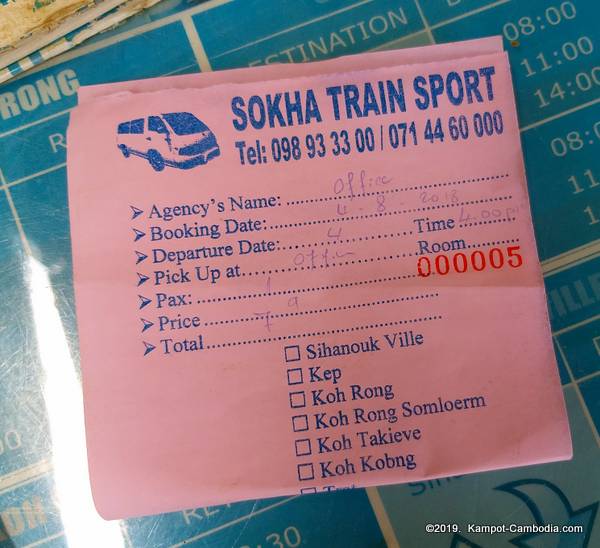 RONG
DESTINATION
08:00
11:00
14:00
08:
11:
14:
SOKHA TRAIN SPORT
Tel: 098 93 33 00 / 071 44 60 000
➢ Agency's Name: office
➢ Booking Date: 4 - 8 - 2018
➢ Departure Date: 4 Time 4:00
➢ Pick Up at Room
000005
➢ Pax: 1
➢ Price
➢ Total 7
☐ Sihanouk Ville
☐ Kep
☐ Koh Rong
☐ Koh Rong Somloerm
☐ Koh Takieve
☐ Koh Kobng
:30
©2019. Kampot-Cambodia.com